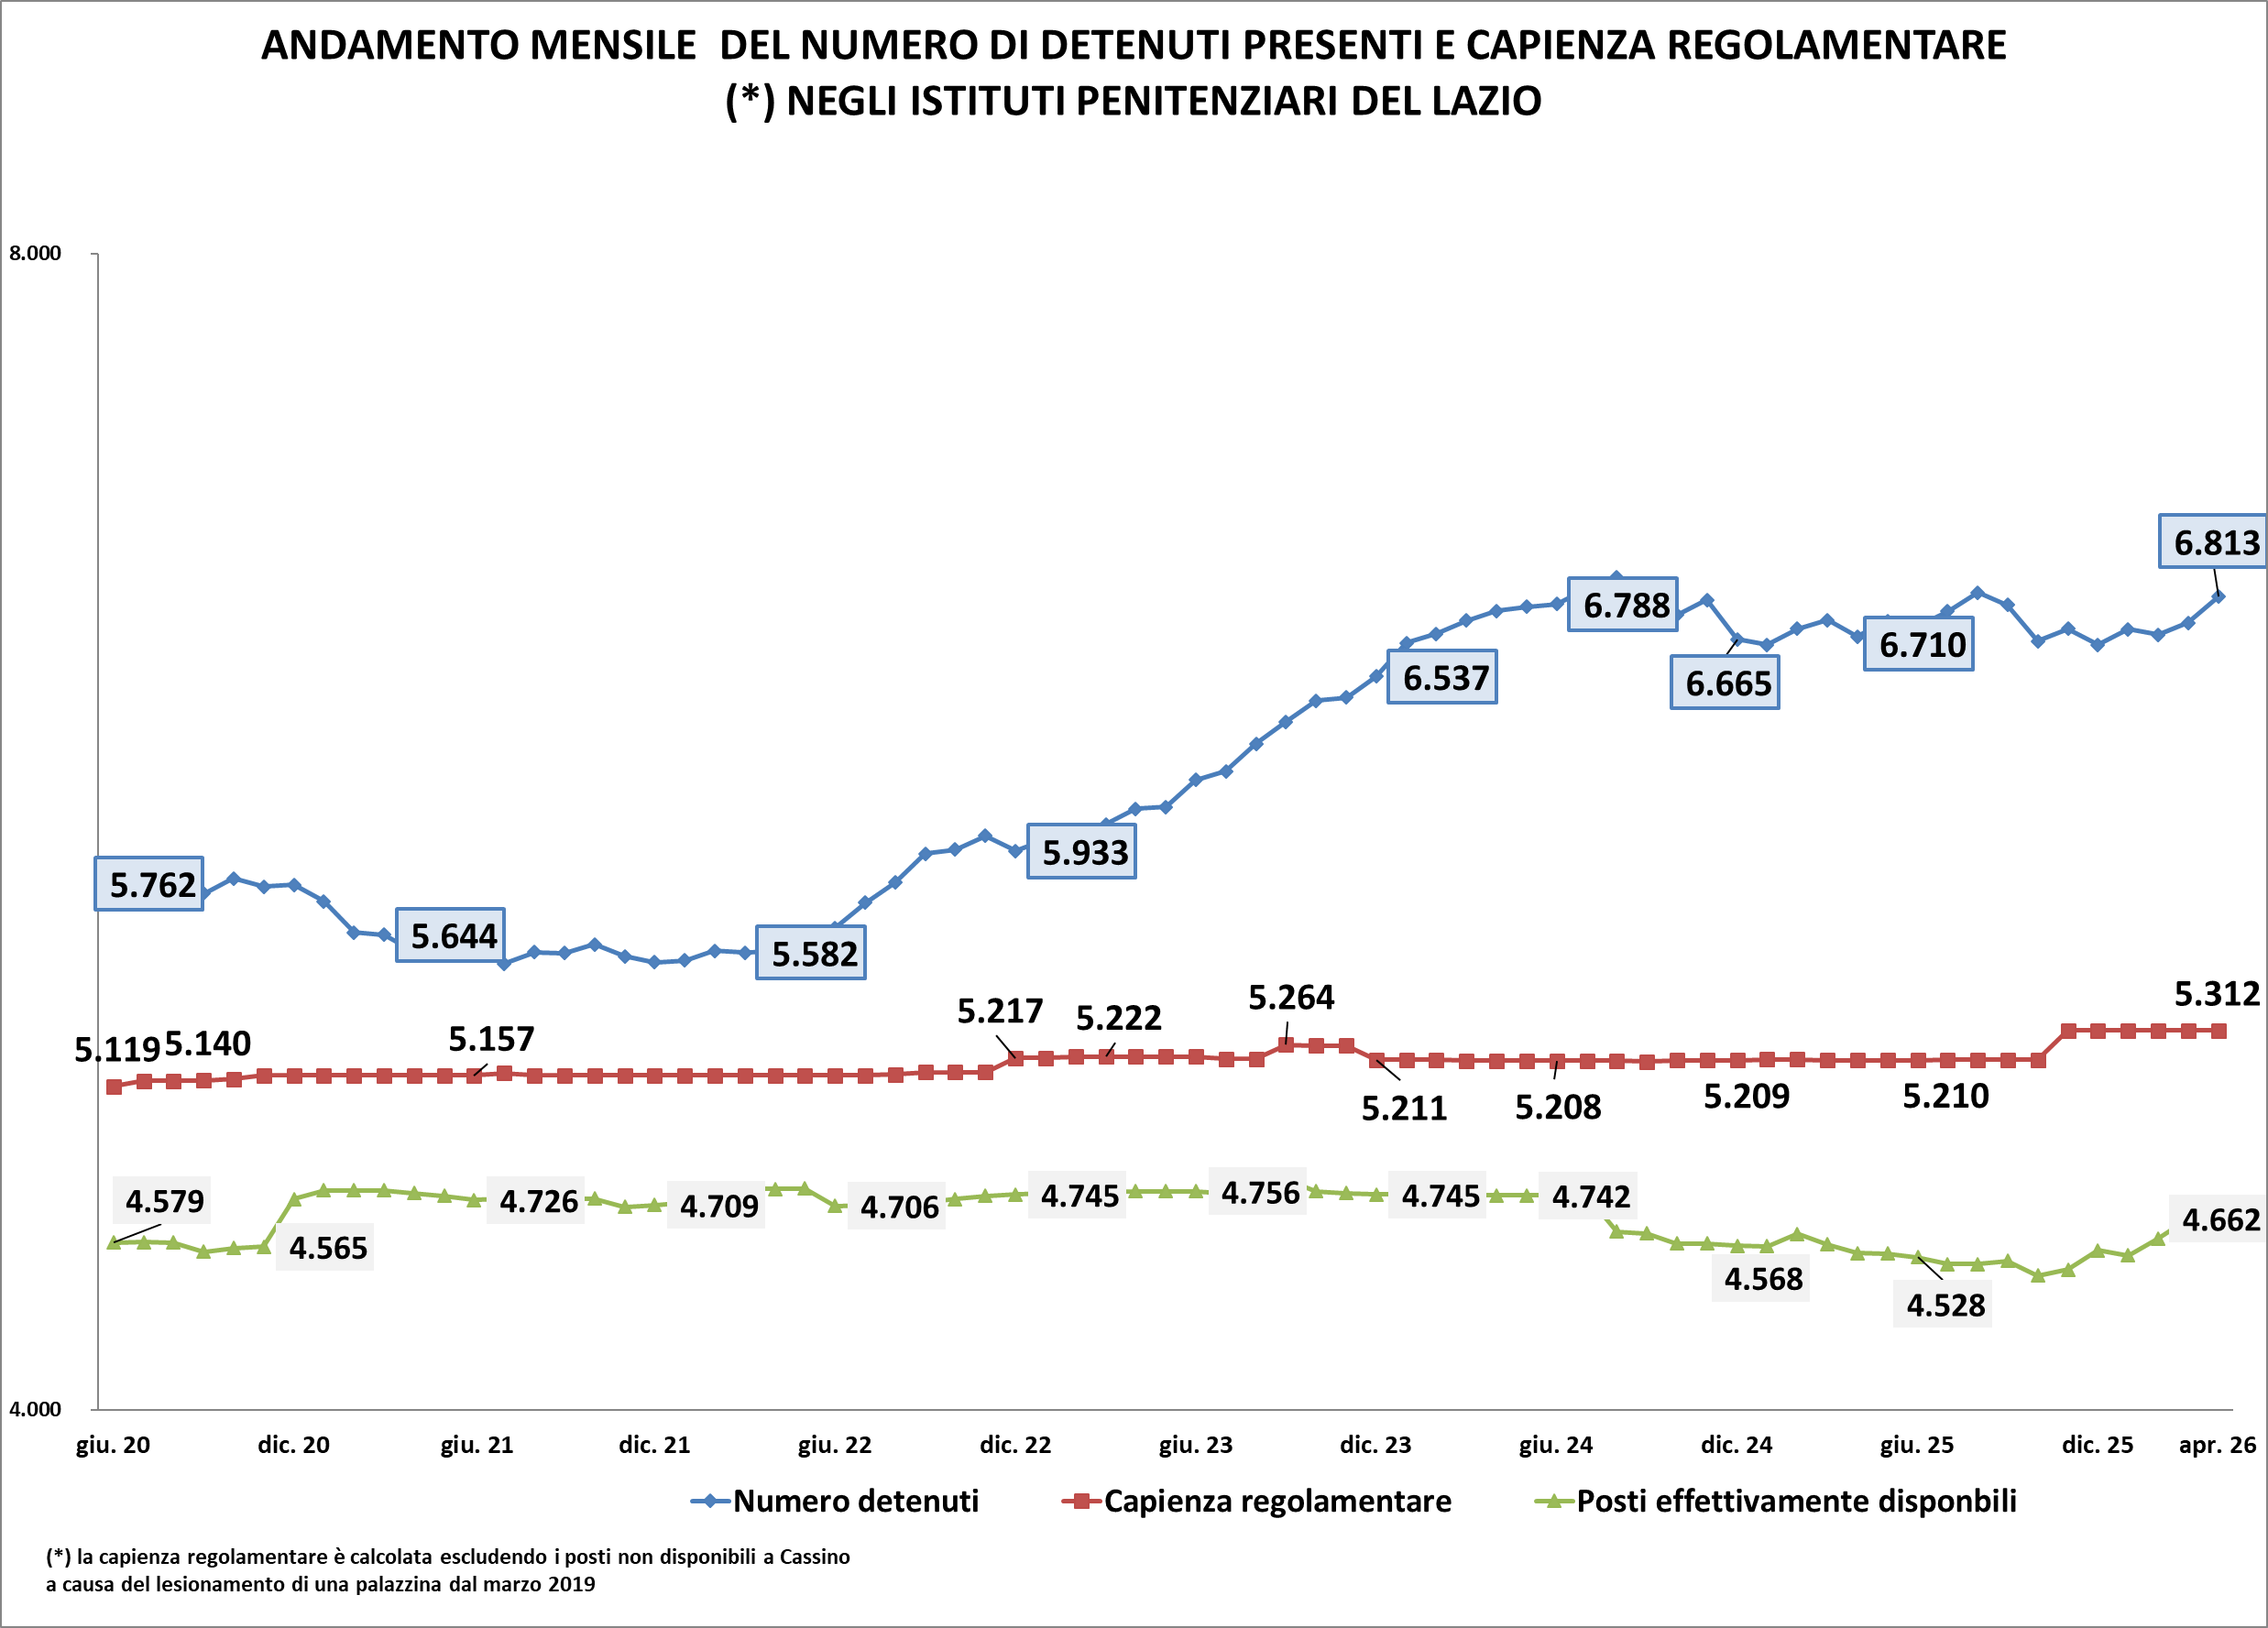 ANDAMENTO MENSILE  DEL NUMERO DI DETENUTI PRESENTI E CAPIENZA REGOLAMENTARE
(*) NEGLI ISTITUTI PENITENZIARI DEL LAZIO
8.000
6.813
6.788
6.710
6.665
6.537
5.933
5.762
5.644
5.582
5.312
5.264
5.217
5.222
5.119
5.140
5.157
5.211
5.208
5.209
5.210
4.579
4.565
4.726
4.709
4.706
4.745
4.756
4.745
4.742
4.568
4.528
4.662
4.000
giu. 20
dic. 20
giu. 21
dic. 21
giu. 22
dic. 22
giu. 23
dic. 23
giu. 24
dic. 24
giu. 25
dic. 25
apr. 26
Numero detenuti
Capienza regolamentare
Posti effettivamente disponbili
(*) la capienza regolamentare è calcolata escludendo i posti non disponibili a Cassino
a causa del lesionamento di una palazzina dal marzo 2019